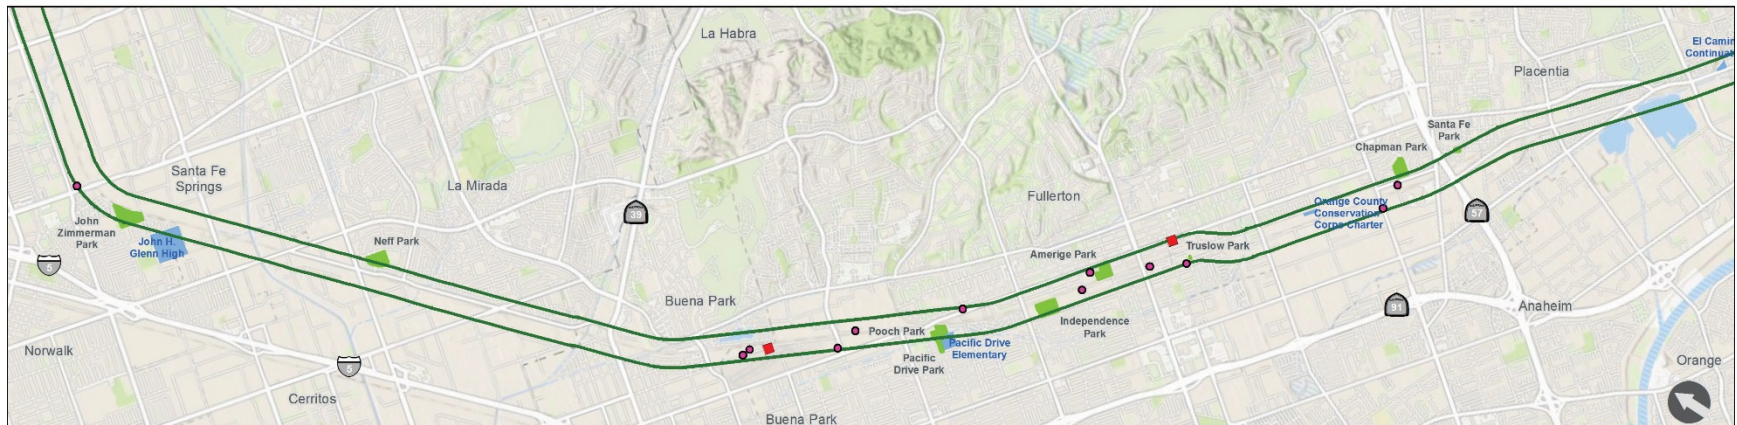 La Habra
El Camin
Continuat
Placentia
Santa Fe
Park
Chapman Park
Santa Fe
Springs
La Mirada
Fullerton
39
57
Orange County
Conservation
Corps Charter
John
Zimmerman
Park
John H.
Glenn High
Neff Park
Amerige Park
Truslow Park
5
Buena Park
91
Anaheim
Independence
Park
Pooch Park
Pacific Drive
Elementary
Pacific
Drive Park
Norwalk
5
Orange
Cerritos
Buena Park